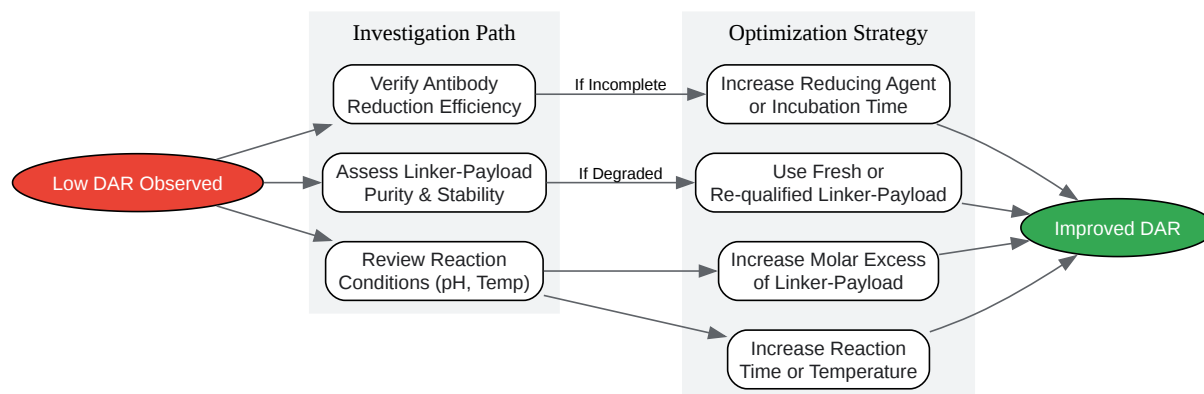 Investigation Path
Optimization Strategy
Verify Antibody
Reduction Efficiency
If Incomplete
Increase Reducing Agent
or Incubation Time
Low DAR Observed
Assess Linker-Payload
Purity & Stability
If Degraded
Use Fresh or
Re-qualified Linker-Payload
Improved DAR
Review Reaction
Conditions (pH, Temp)
Increase Molar Excess
of Linker-Payload
Increase Reaction
Time or Temperature